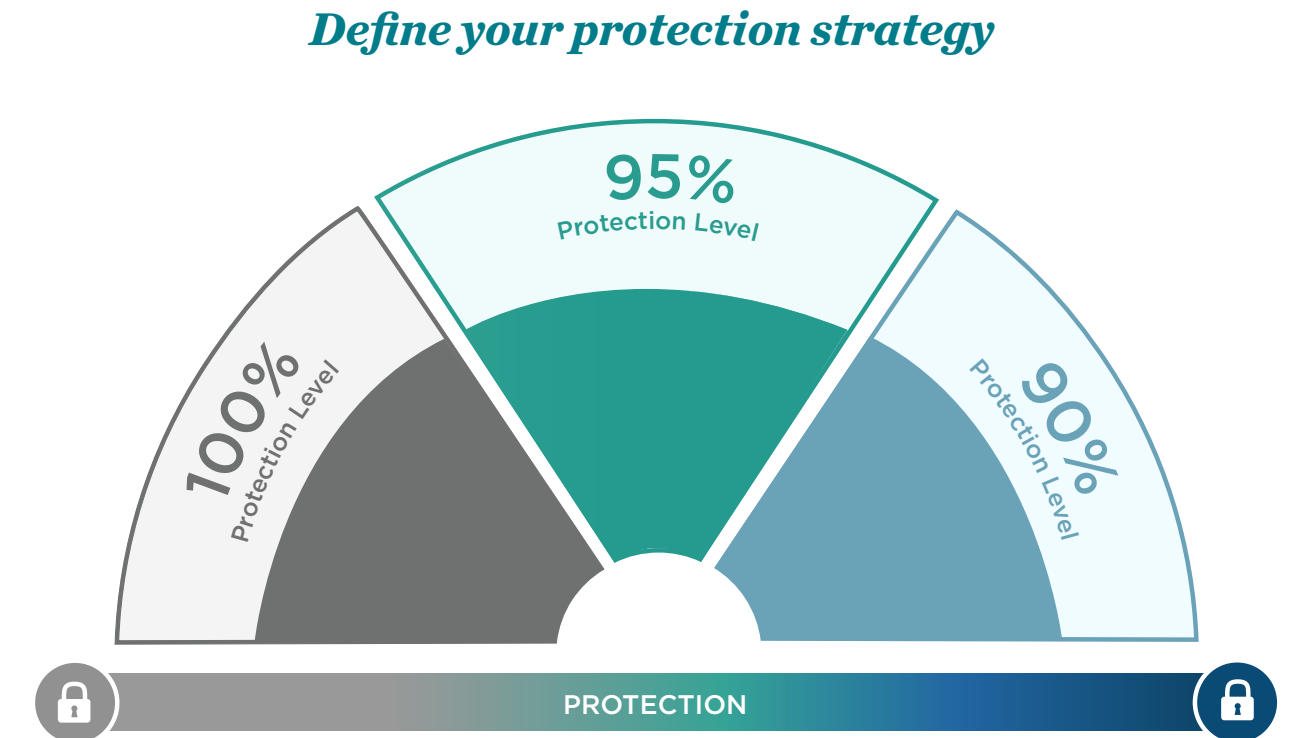 Define your protection strategy
100%
Protection Level
95%
Protection Level
90%
Protection Level
PROTECTION